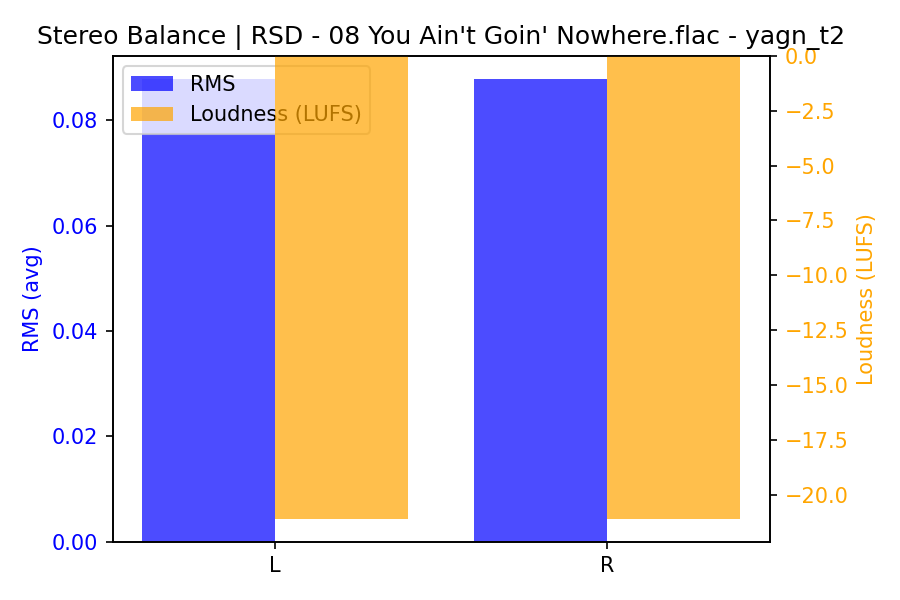 Stereo Balance | RSD - 08 You Ain't Goin' Nowhere.flac - yagn_t2
RMS
Loudness (LUFS)
RMS (avg)
0.08
0.06
0.04
0.02
0.00
L
R
0.0
−2.5
−5.0
−7.5
−10.0
−12.5
−15.0
−17.5
−20.0
Loudness (LUFS)